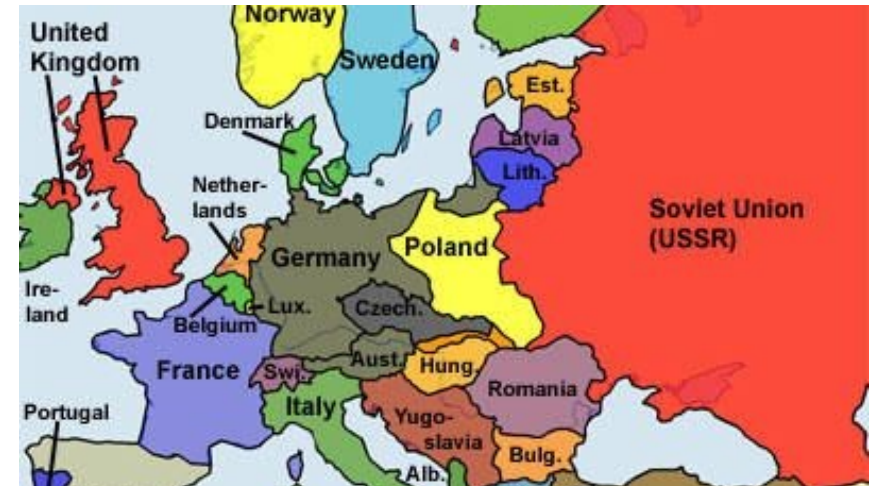 Norway
United
Kingdom
Sweden
Est.
Denmark
Latvia
Lith.
Nether-
lands
Soviet Union
(USSR)
Germany
Poland
Ire-
land
Lux.
Czech.
Belgium
France
Swi.
Aust.
Hung.
Romania
Portugal
Italy
Yugo-
slavia
Bulg.
Alb.